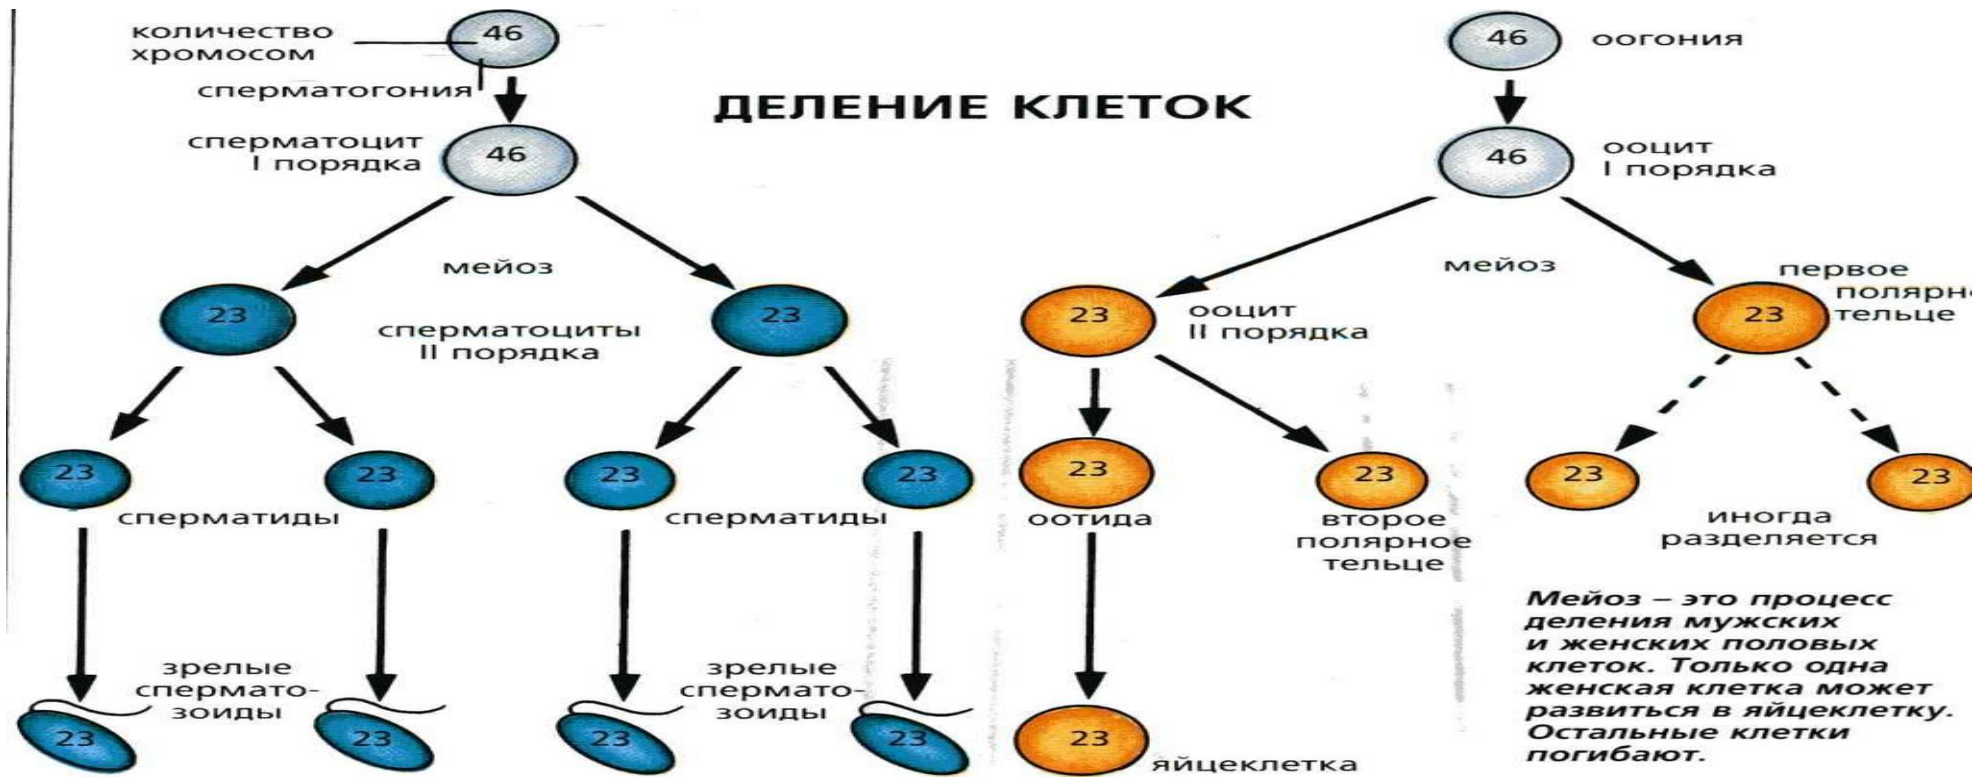 количество
хромосом
46
сперматогония
сперматоцит
I порядка
46
мейоз
23
23
сперматоциты
II порядка
23
23
23
23
сперматиды
сперматиды
зрелые
спермато-
зоиды
зрелые
спермато-
зоиды
23
23
23
23
ДЕЛЕНИЕ КЛЕТОК
46
оогония
46
ооцит
I порядка
мейоз
23
ооцит
II порядка
23
первое
полярн
тельце
23
23
23
23
оотида
второе
полярное
тельце
иногда
разделяется
23
яйцеклетка
Мейоз – это процесс
деления мужских
и женских половых
клеток. Только одна
женская клетка может
развиться в яйцеклетку.
Остальные клетки
погибают.